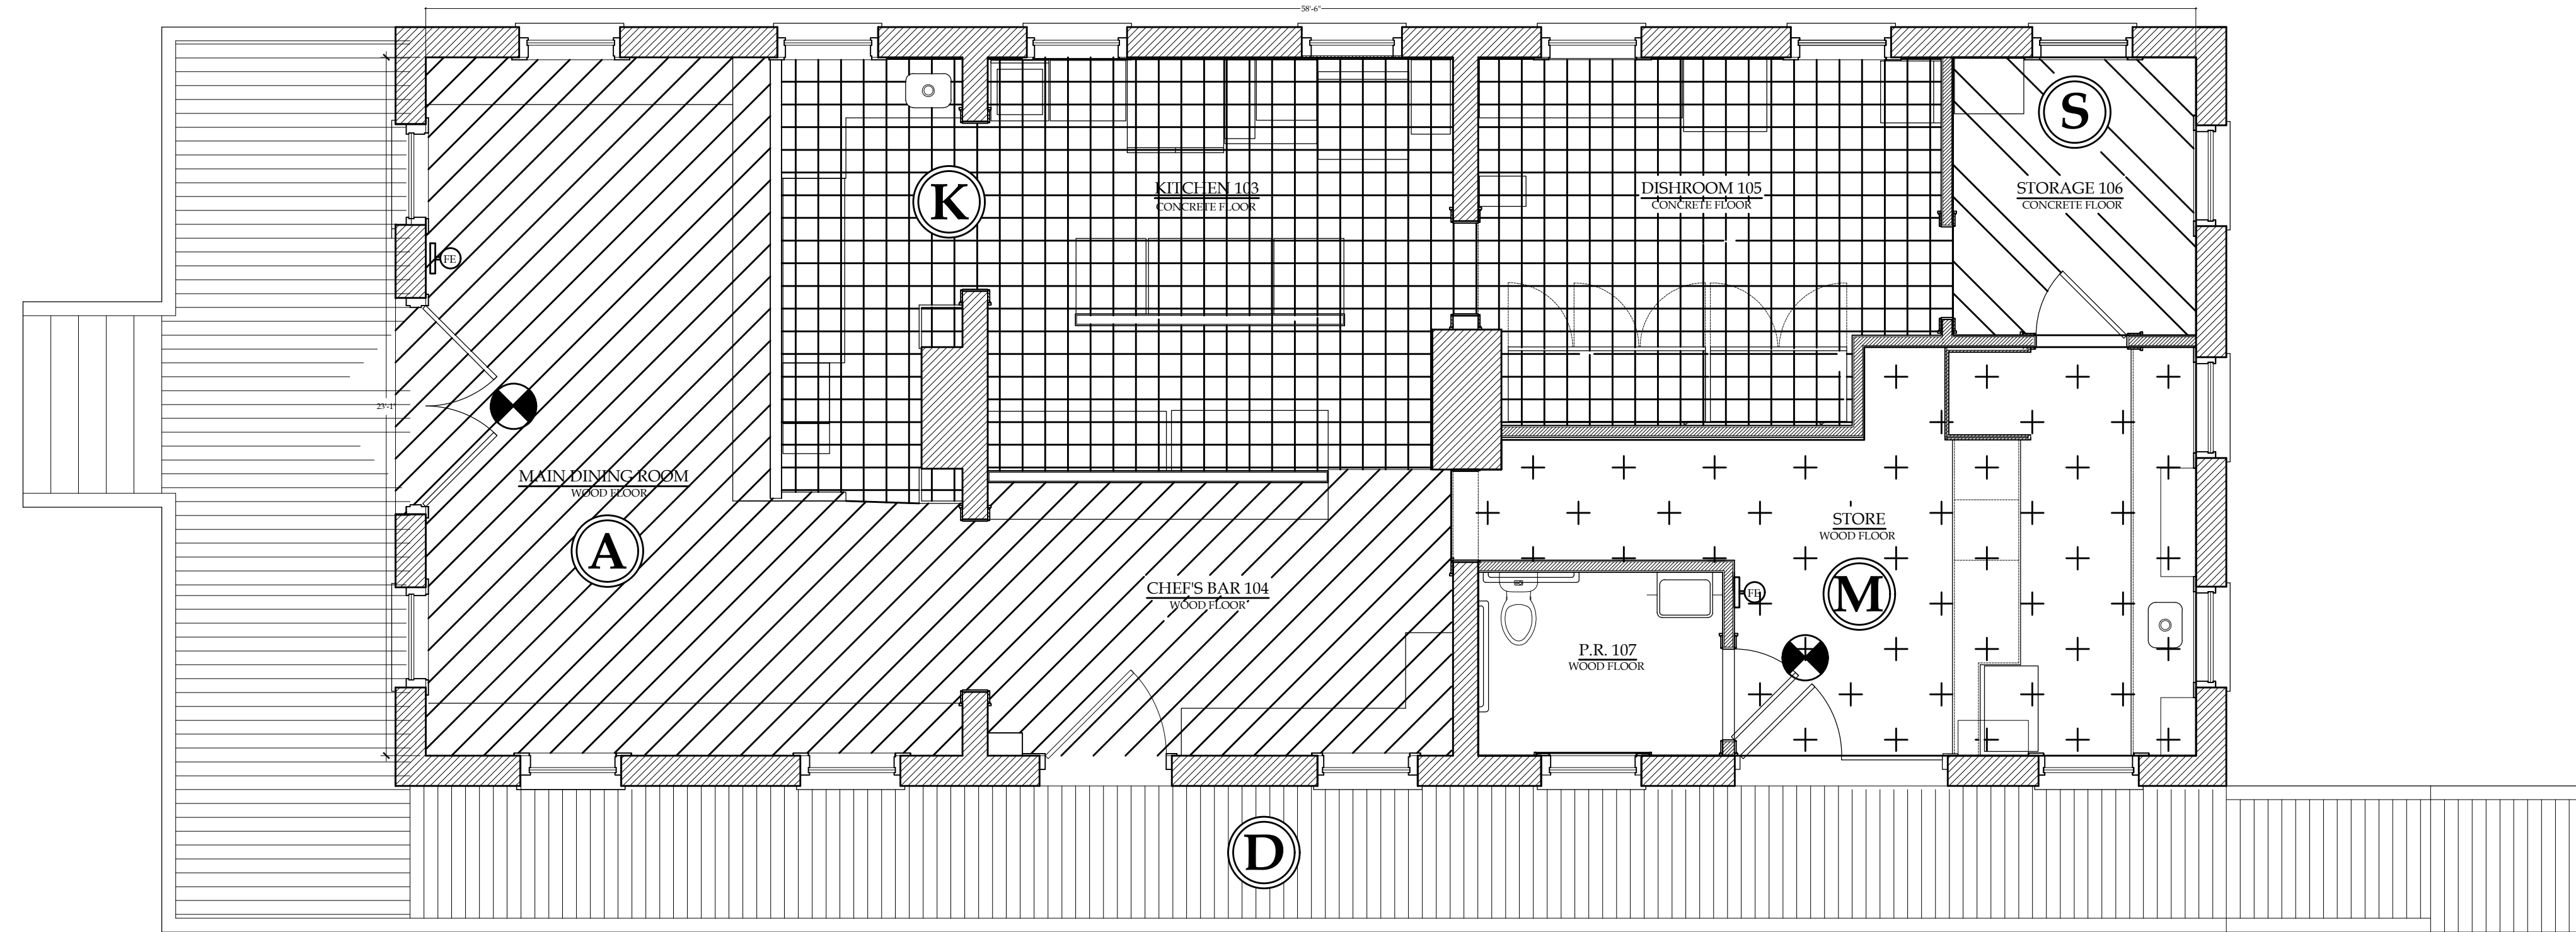 58'-6"
S
K
KITCHEN 103
CONCRETE FLOOR
DISHROOM 105
CONCRETE FLOOR
STORAGE 106
CONCRETE FLOOR
FE
23'-1"
MAIN DINING ROOM
WOOD FLOOR
A
CHEF'S BAR 104
WOOD FLOOR
STORE
WOOD FLOOR
M
FE
P.R. 107
WOOD FLOOR
D